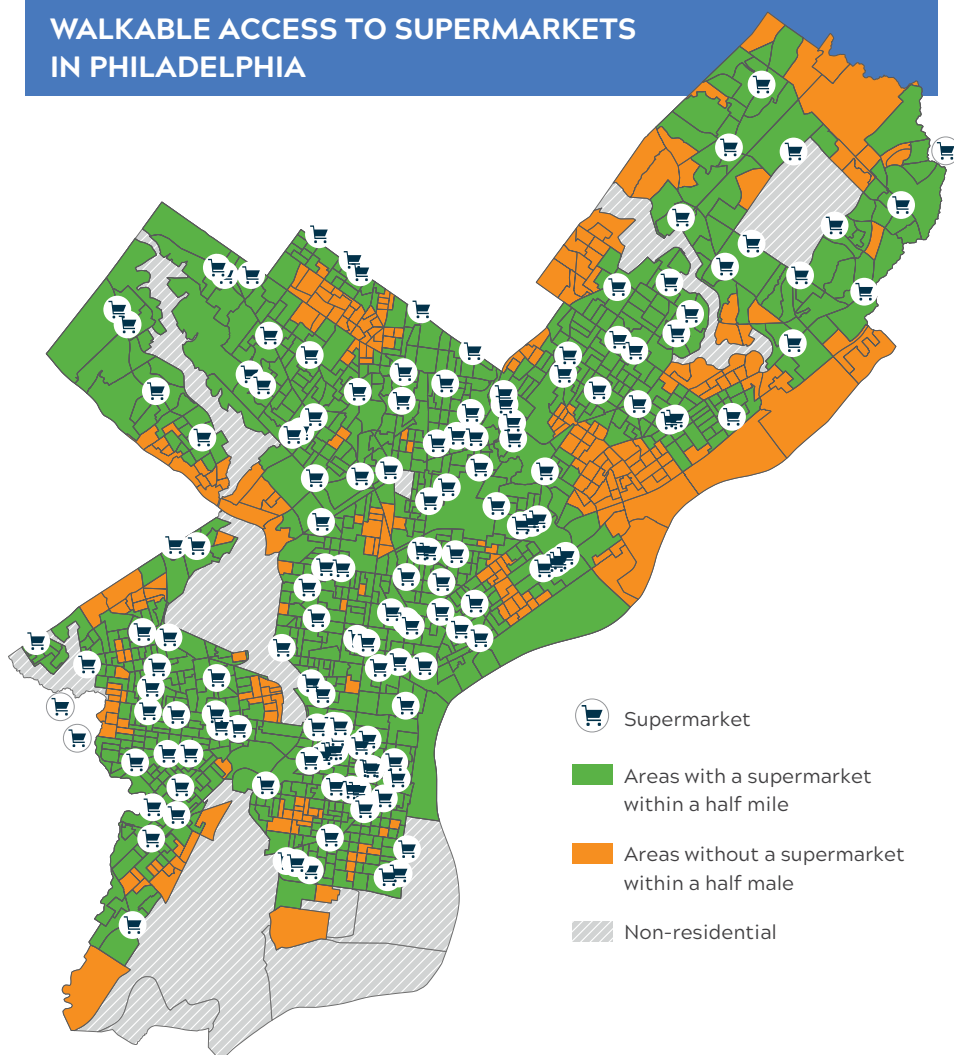 WALKABLE ACCESS TO SUPERMARKETS
IN PHILADELPHIA
Supermarket
Areas with a supermarket
within a half mile
Areas without a supermarket
within a half male
Non-residential